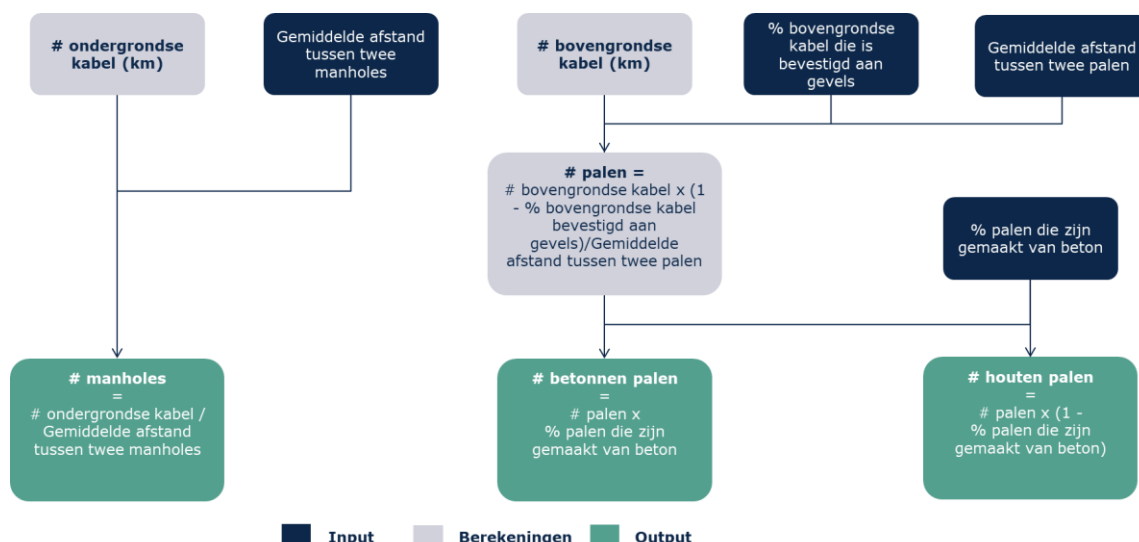 # ondergrondse
kabel (km)
Gemiddelde afstand
tussen twee
manholes
# bovengrondse
kabel (km)
% bovengrondse
kabel die is
bevestigd aan
gevels
Gemiddelde afstand
tussen twee palen
# palen =
# bovengrondse kabel x (1
- % bovengrondse kabel
bevestigd aan
gevels)/Gemiddelde
afstand tussen twee palen
% palen die zijn
gemaakt van beton
# manholes
=
# ondergrondse kabel /
Gemiddelde afstand
tussen twee manholes
# betonnen palen
=
# palen x
% palen die zijn
gemaakt van beton
# houten palen
=
# palen x (1 -
% palen die zijn
gemaakt van beton)
Input
Berekeningen
Output